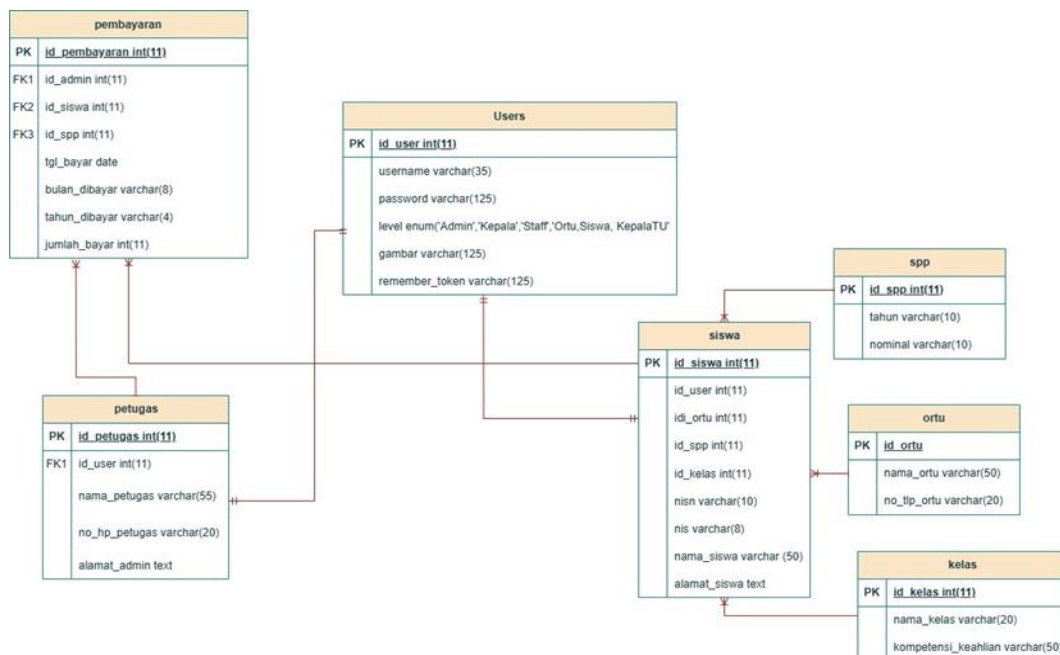 pembayaran
PK id_pembayaran int(11)
FK1 id_admin int(11)
FK2 id_siswa int(11)
FK3 id_spp int(11)
tgl_bayar date
bulan_dibayar varchar(8)
tahun_dibayar varchar(4)
jumlah_bayar int(11)
Users
PK id_user int(11)
username varchar(35)
password varchar(125)
level enum('Admin','Kepala','Staff','Ortu,Siswa, KepalaTU'
gambar varchar(125)
remember_token varchar(125)
spp
PK id_spp int(11)
tahun varchar(10)
nominal varchar(10)
siswa
PK id_siswa int(11)
id_user int(11)
idi_ortu int(11)
id_spp int(11)
id_kelas int(11)
nisn varchar(10)
nis varchar(8)
nama_siswa varchar (50)
alamat_siswa text
petugas
PK id_petugas int(11)
FK1 id_user int(11)
nama_petugas varchar(55)
no_hp_petugas varchar(20)
alamat_admin text
ortu
PK id_ortu
nama_ortu varchar(50)
no_tlp_ortu varchar(20)
kelas
PK id_kelas int(11)
nama_kelas varchar(20)
kompetensi_keahlian varchar(50)